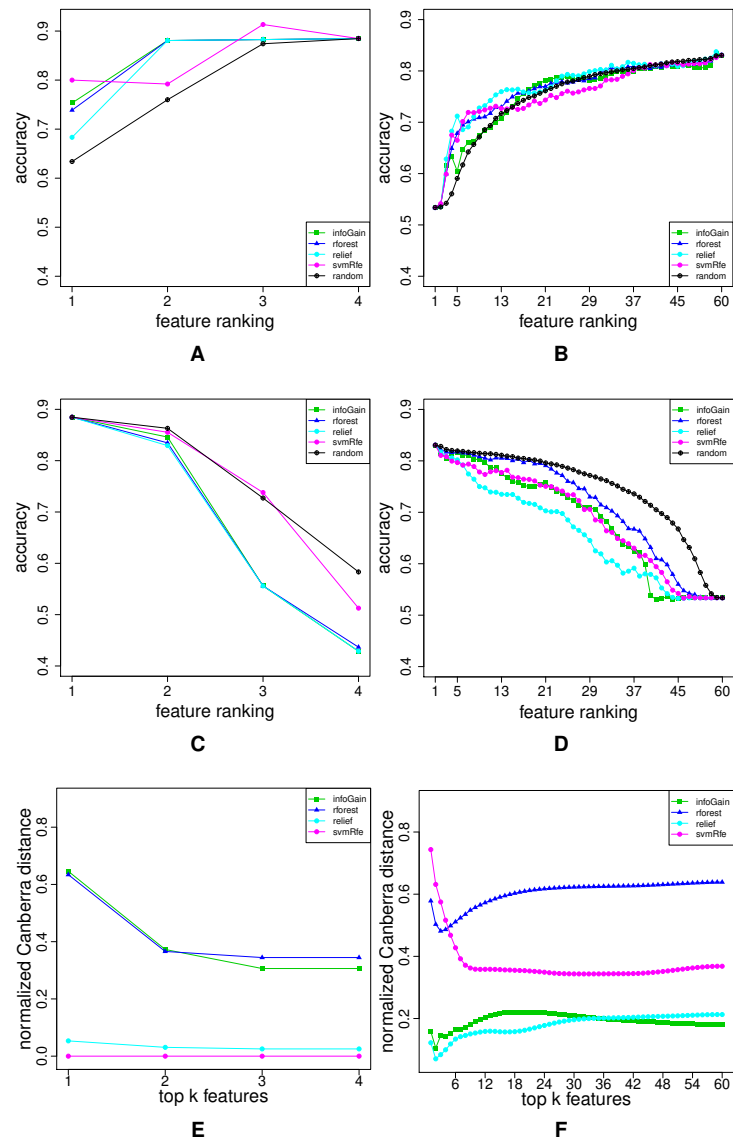 accuracy
0.4 0.5 0.6 0.7 0.8 0.9
infoGain
rforest
relief
svmRfe
random
1 2 3 4
feature ranking
A
accuracy
0.4 0.5 0.6 0.7 0.8 0.9
infoGain
rforest
relief
svmRfe
random
1 5 13 21 29 37 45 60
feature ranking
B
accuracy
0.4 0.5 0.6 0.7 0.8 0.9
infoGain
rforest
relief
svmRfe
random
1 2 3 4
feature ranking
C
accuracy
0.4 0.5 0.6 0.7 0.8 0.9
infoGain
rforest
relief
svmRfe
random
1 5 13 21 29 37 45 60
feature ranking
D
normalized Canberra distance
0.0 0.2 0.4 0.6 0.8
infoGain
rforest
relief
svmRfe
1 2 3 4
top k features
E
normalized Canberra distance
0.2 0.4 0.6 0.8
infoGain
rforest
relief
svmRfe
6 12 18 24 30 36 42 48 54 60
top k features
F